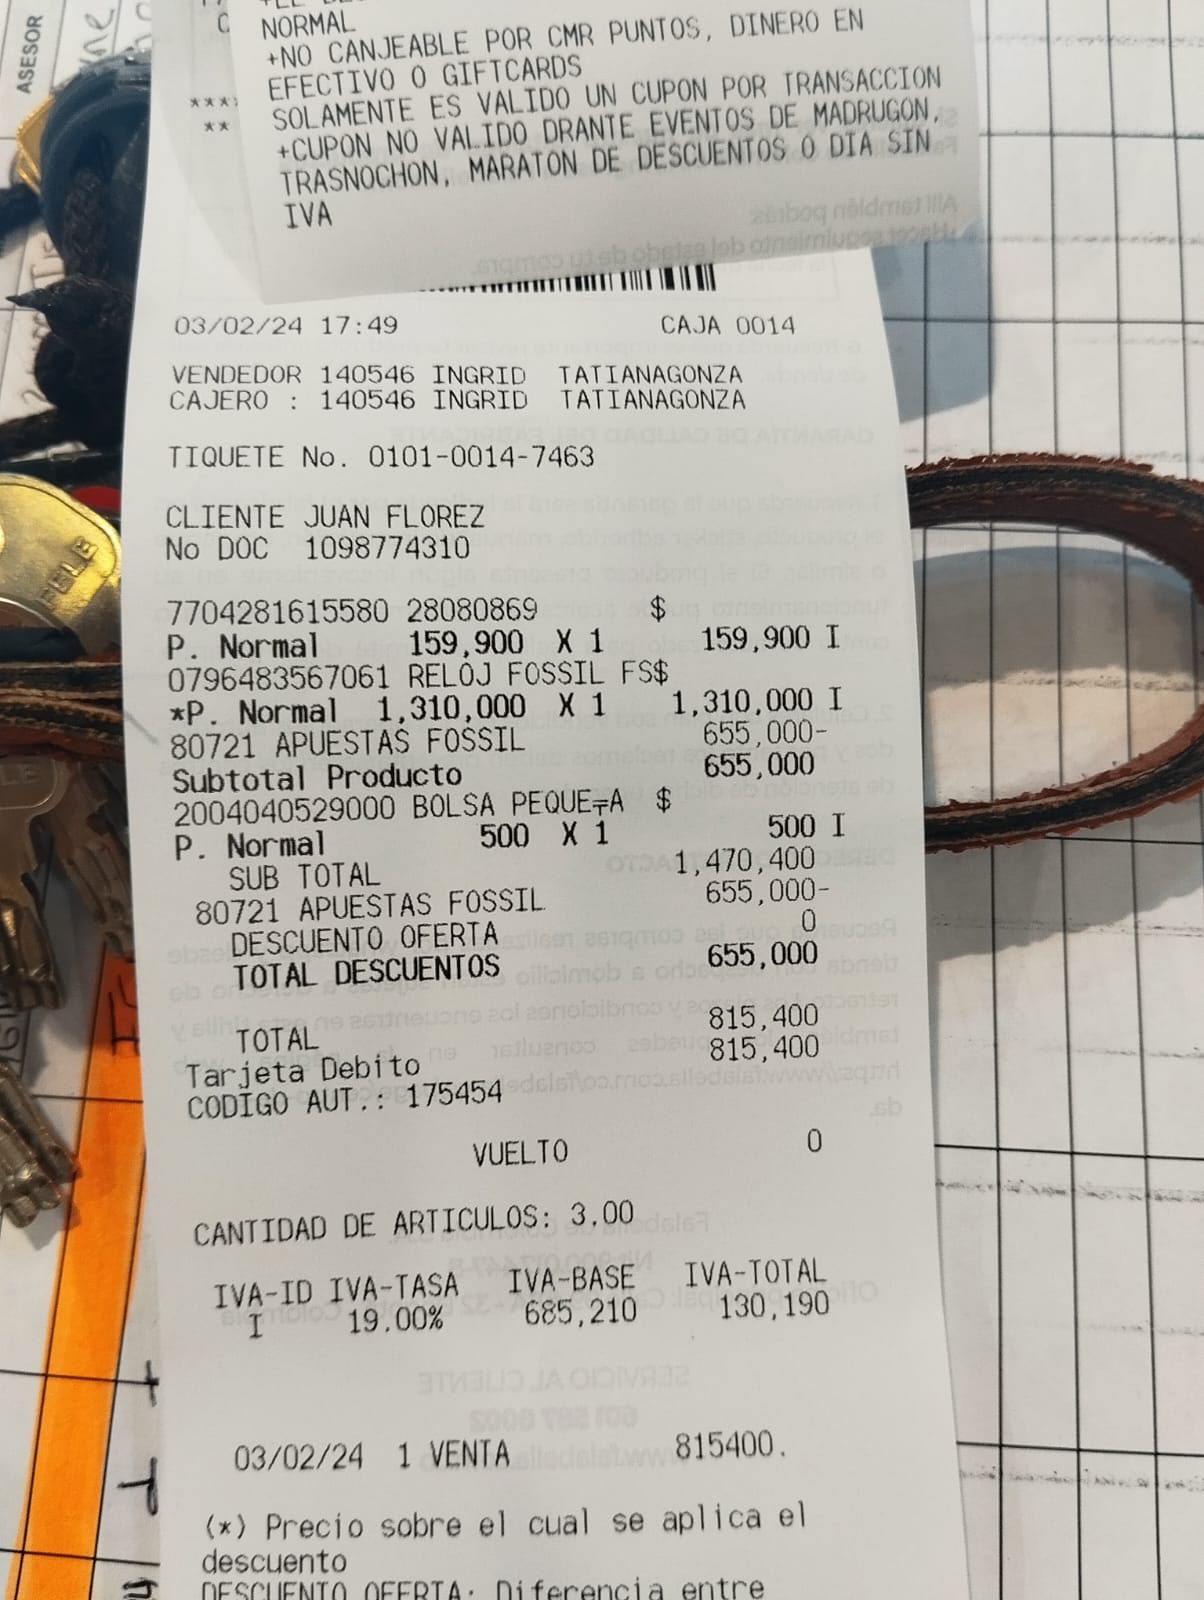 NORMAL
+NO CANJEABLE POR CMR PUNTOS, DINERO EN
EFECTIVO O GIFTCARDS
SOLAMENTE ES VALIDO UN CUPON POR TRANSACCION
+CUPON NO VALIDO DRANTE EVENTOS DE MADRUGON,
TRASNOCHON, MARATON DE DESCUENTOS O DIA SIN
IVA
ASESOR
03/02/24 17:49 CAJA 0014
VENDEDOR 140546 INGRID TATIANAGONZA
CAJERO : 140546 INGRID TATIANAGONZA
TIQUETE No. 0101-0014-7463
CLIENTE JUAN FLOREZ
No DOC 1098774310
7704281615580 28080869 $
P. Normal 159,900 X 1 159,900 I
0796483567061 RELOJ FOSSIL FS$
*P. Normal 1,310,000 X 1 1,310,000 I
80721 APUESTAS FOSSIL 655,000-
Subtotal Producto 655,000
2004040529000 BOLSA PEQUE╤A $
P. Normal 500 X 1 500 I
SUB TOTAL 1,470,400
80721 APUESTAS FOSSIL 655,000-
DESCUENTO OFERTA 0
TOTAL DESCUENTOS 655,000
TOTAL 815,400
Tarjeta Debito 815,400
CODIGO AUT.: 175454
VUELTO 0
CANTIDAD DE ARTICULOS: 3.00
IVA-ID IVA-TASA IVA-BASE IVA-TOTAL
I 19.00% 685,210 130,190
03/02/24 1 VENTA 815400.
(*) Precio sobre el cual se aplica el
descuento
DESCUENTO OFERTA: Diferencia entre